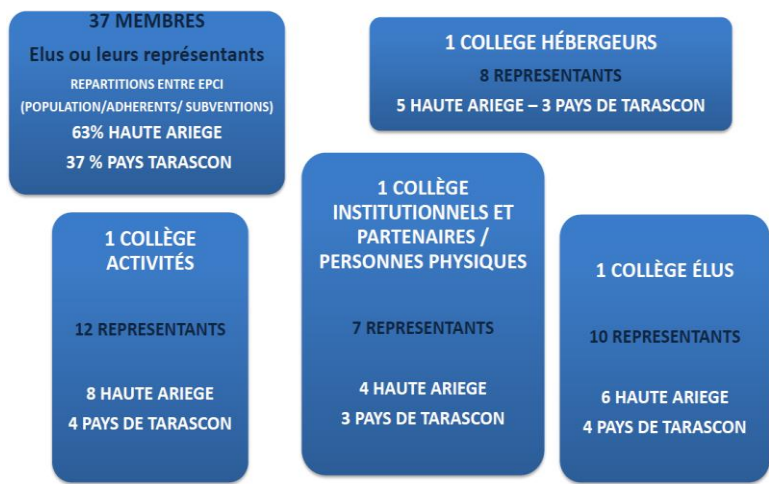 37 MEMBRES
Elus ou leurs représentants
REPARTITIONS ENTRE EPCI
(POPULATION/ADHERENTS/ SUBVENTIONS)
63% HAUTE ARIEGE
37 % PAYS TARASCON
1 COLLEGE HÉBERGEURS
8 REPRESENTANTS
5 HAUTE ARIEGE – 3 PAYS DE TARASCON
1 COLLÈGE
ACTIVITÉS
12 REPRESENTANTS
8 HAUTE ARIEGE
4 PAYS DE TARASCON
1 COLLÈGE
INSTITUTIONNELS ET
PARTENAIRES /
PERSONNES PHYSIQUES
7 REPRESENTANTS
4 HAUTE ARIEGE
3 PAYS DE TARASCON
1 COLLÈGE ÉLUS
10 REPRESENTANTS
6 HAUTE ARIEGE
4 PAYS DE TARASCON